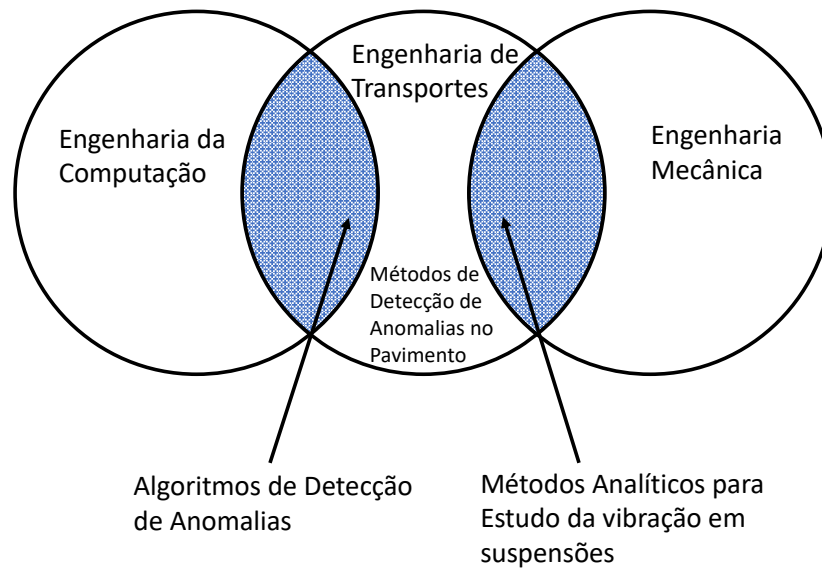 Engenharia da
Computação
Engenharia de
Transportes
Engenharia
Mecânica
Métodos de
Detecção de
Anomalias no
Pavimento
Algoritmos de Detecção
de Anomalias
Métodos Analíticos para
Estudo da vibração em
suspensões